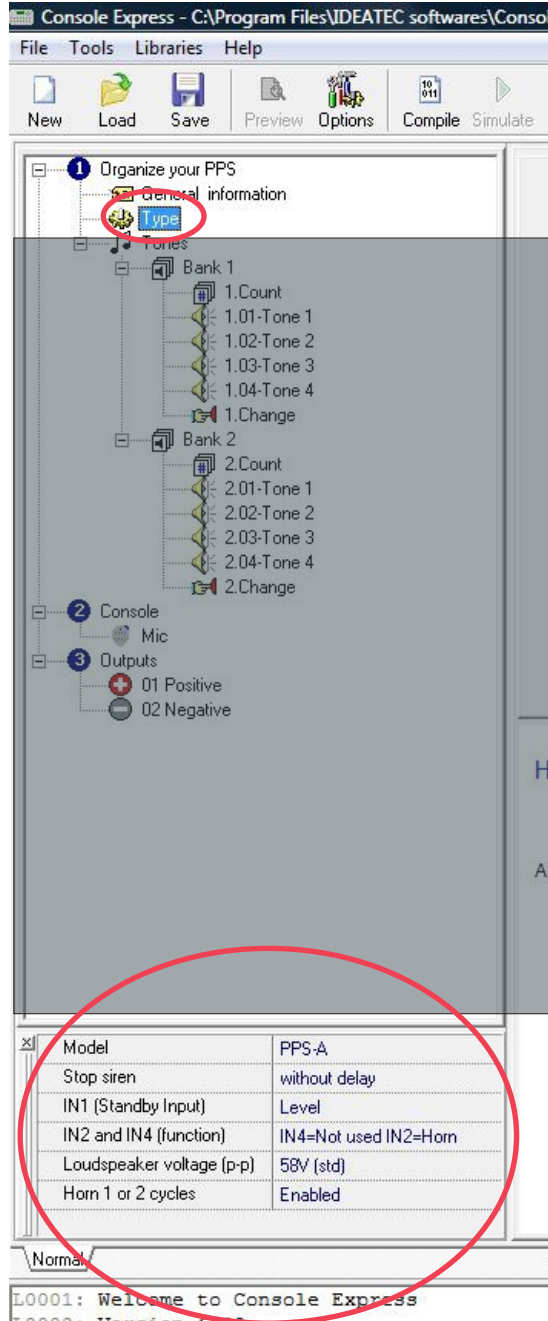 Console Express - C:\Program Files\IDEATEC softwares\Conso
File Tools Libraries Help
New Load Save Preview Options Compile Simulate
1 Organize your PPS
General information
Type
Tones
Bank 1
# 1.Count
1.01-Tone 1
1.02-Tone 2
1.03-Tone 3
1.04-Tone 4
1.Change
Bank 2
# 2.Count
2.01-Tone 1
2.02-Tone 2
2.03-Tone 3
2.04-Tone 4
2.Change
2 Console
Mic
3 Outputs
01 Positive
02 Negative
H
A
Model PPS-A
Stop siren without delay
IN1 (Standby Input) Level
IN2 and IN4 (function) IN4=Not used IN2=Horn
Loudspeaker voltage (p-p) 58V (std)
Horn 1 or 2 cycles Enabled
Normal
L0001: Welcome to Console Express